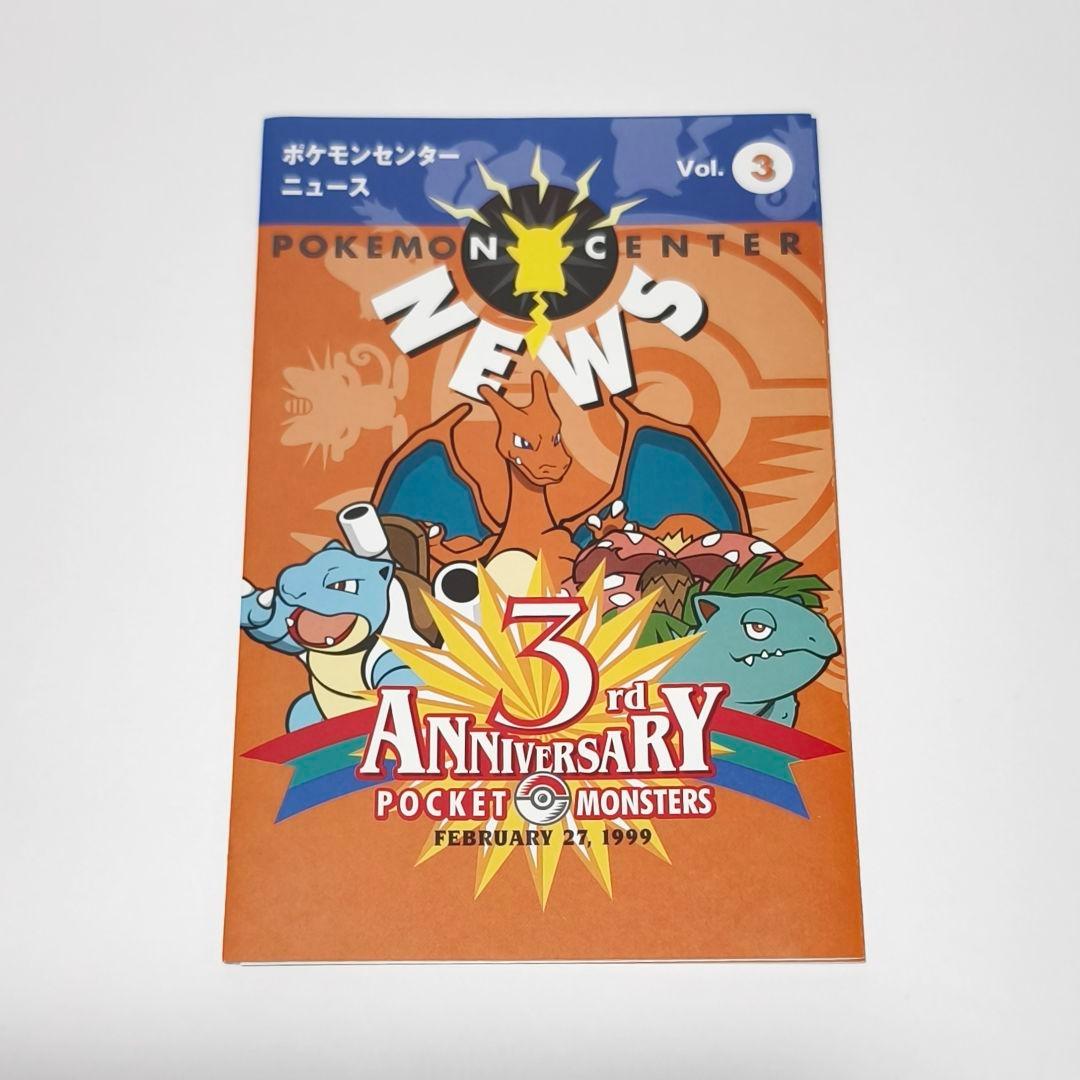 ポケモンセンター
ニュース
Vol. 3
POKEMON CENTER
NEWS
3rd
ANNIVERSARY
POCKET MONSTERS
FEBRUARY 27, 1999